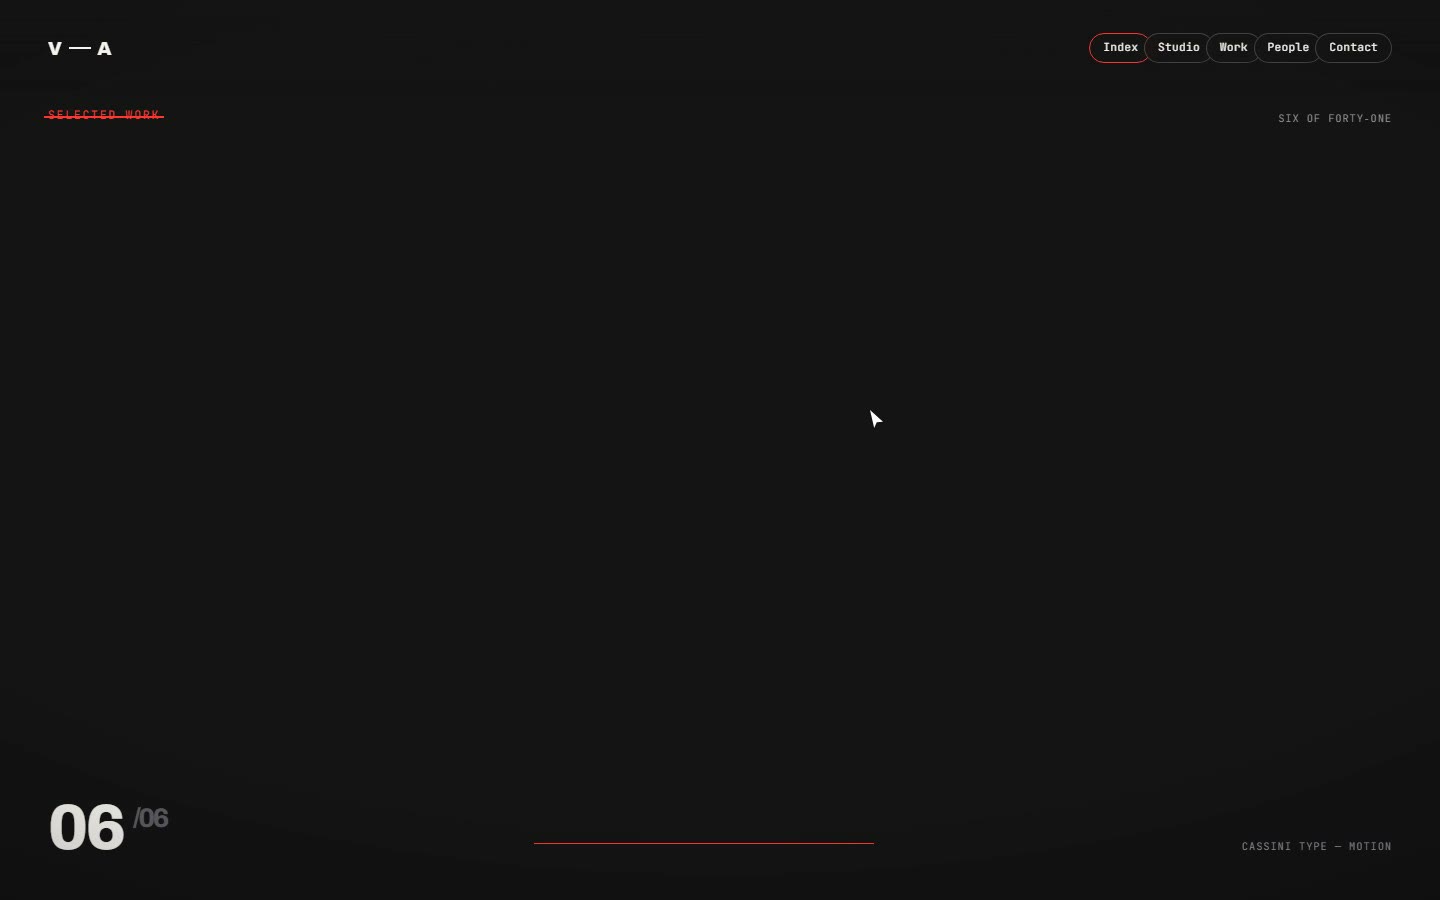 V — A
Index Studio Work People Contact
SELECTED WORK
SIX OF FORTY-ONE
06 /06
CASSINI TYPE — MOTION